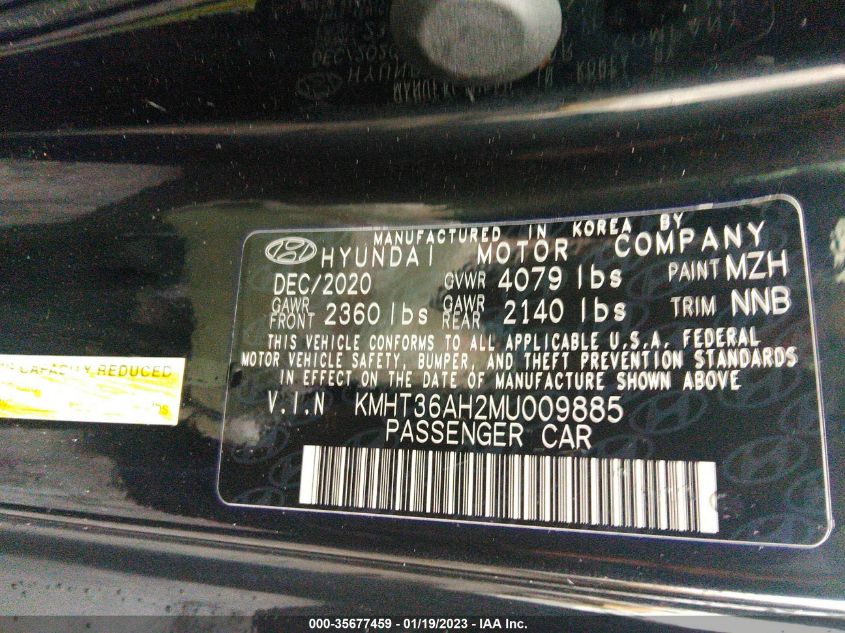 MANUFACTURED IN KOREA BY
HYUNDAI MOTOR COMPANY
DEC/2020 GVWR 4079 lbs PAINT MZH
GAWR FRONT 2360 lbs GAWR REAR 2140 lbs TRIM NNB
THIS VEHICLE CONFORMS TO ALL APPLICABLE U.S.A. FEDERAL
MOTOR VEHICLE SAFETY, BUMPER, AND THEFT PREVENTION STANDARDS
IN EFFECT ON THE DATE OF MANUFACTURE SHOWN ABOVE
V.I.N KMHT36AH2MU009885
PASSENGER CAR
CAPACITY REDUCED
000-35677459 - 01/19/2023 - IAA Inc.